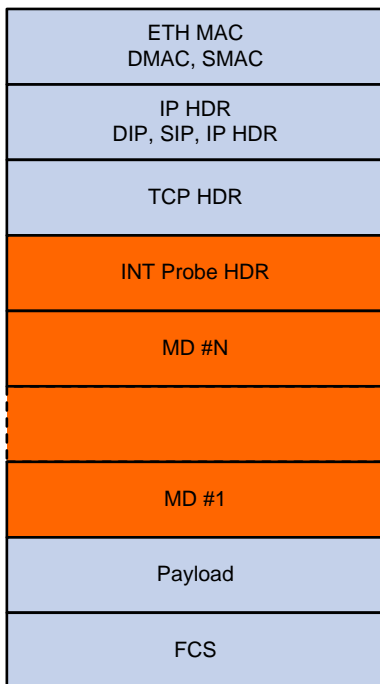 ETH MAC
DMAC, SMAC
IP HDR
DIP, SIP, IP HDR
TCP HDR
INT Probe HDR
MD #N
MD #1
Payload
FCS